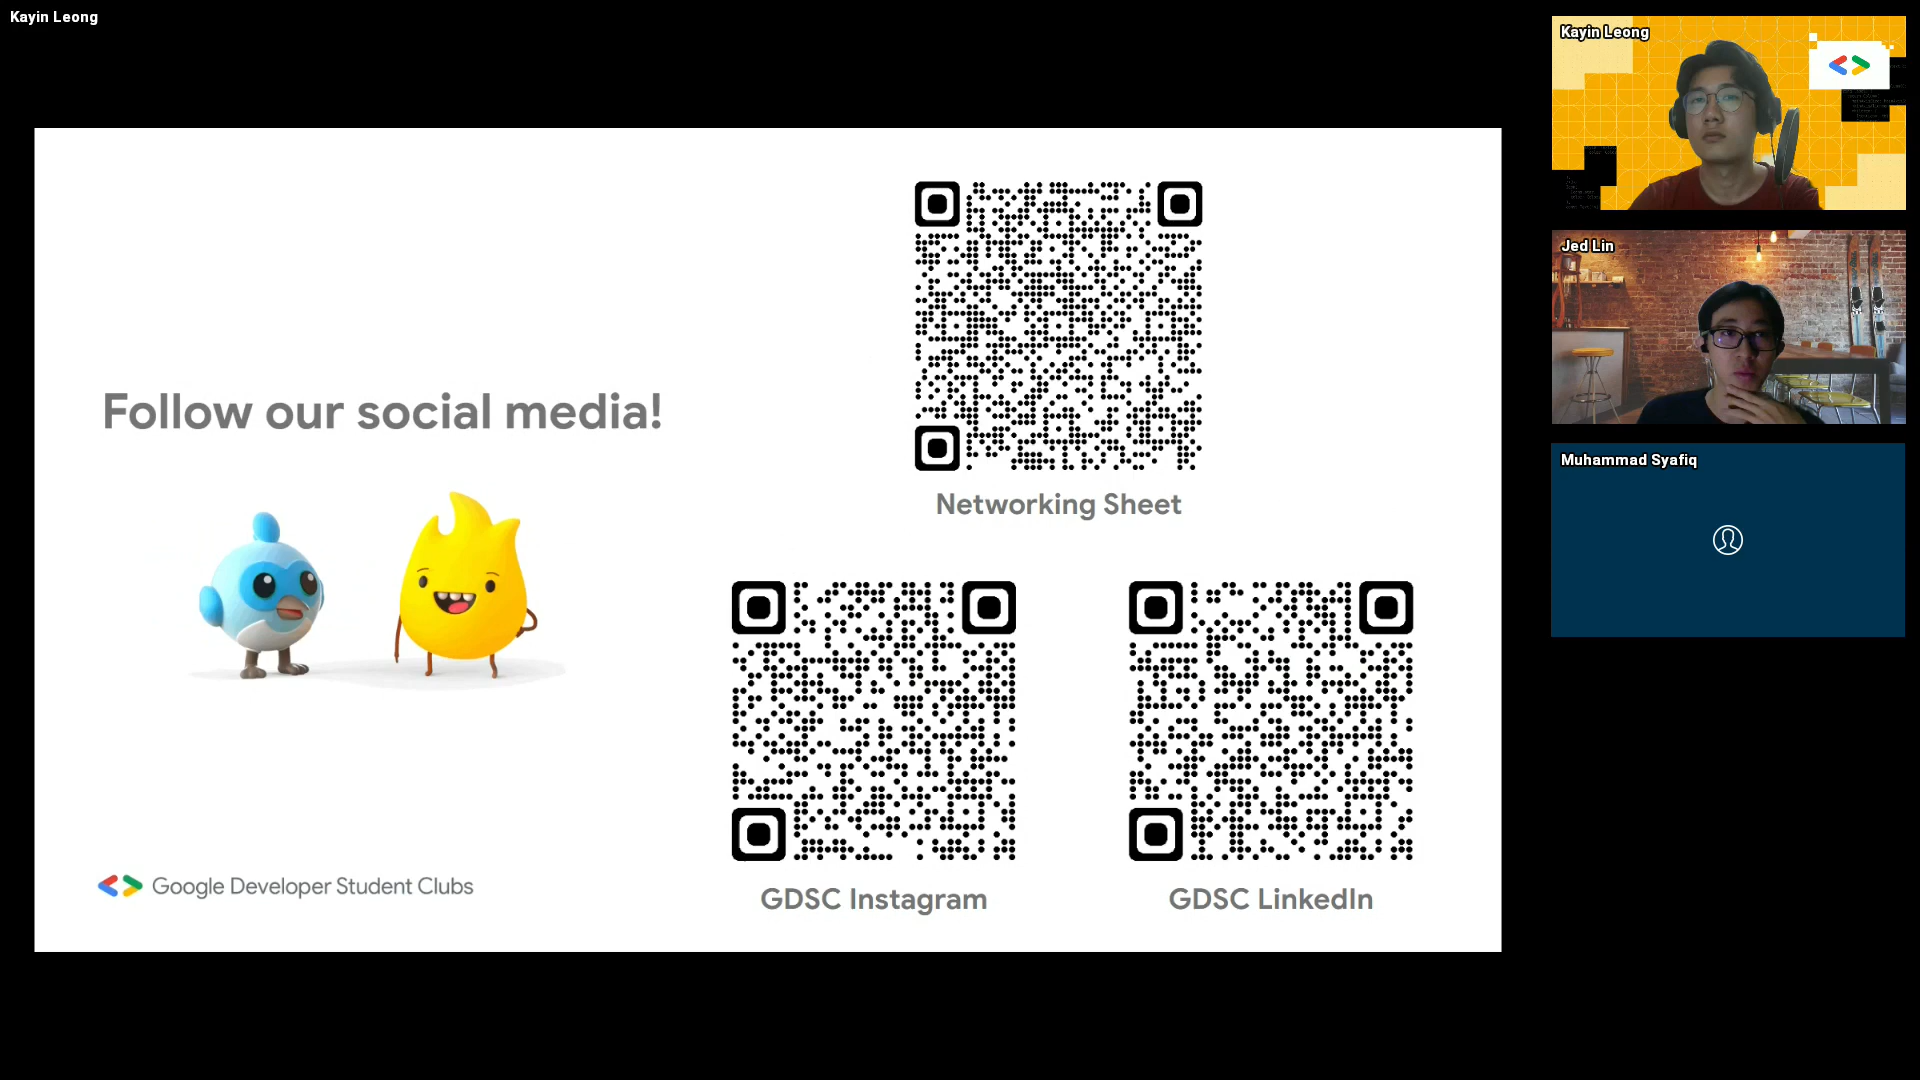 Kayin Leong
Follow our social media!
Networking Sheet
GDSC Instagram
GDSC LinkedIn
Google Developer Student Clubs
Kayin Leong
Jed Lin
Muhammad Syafiq